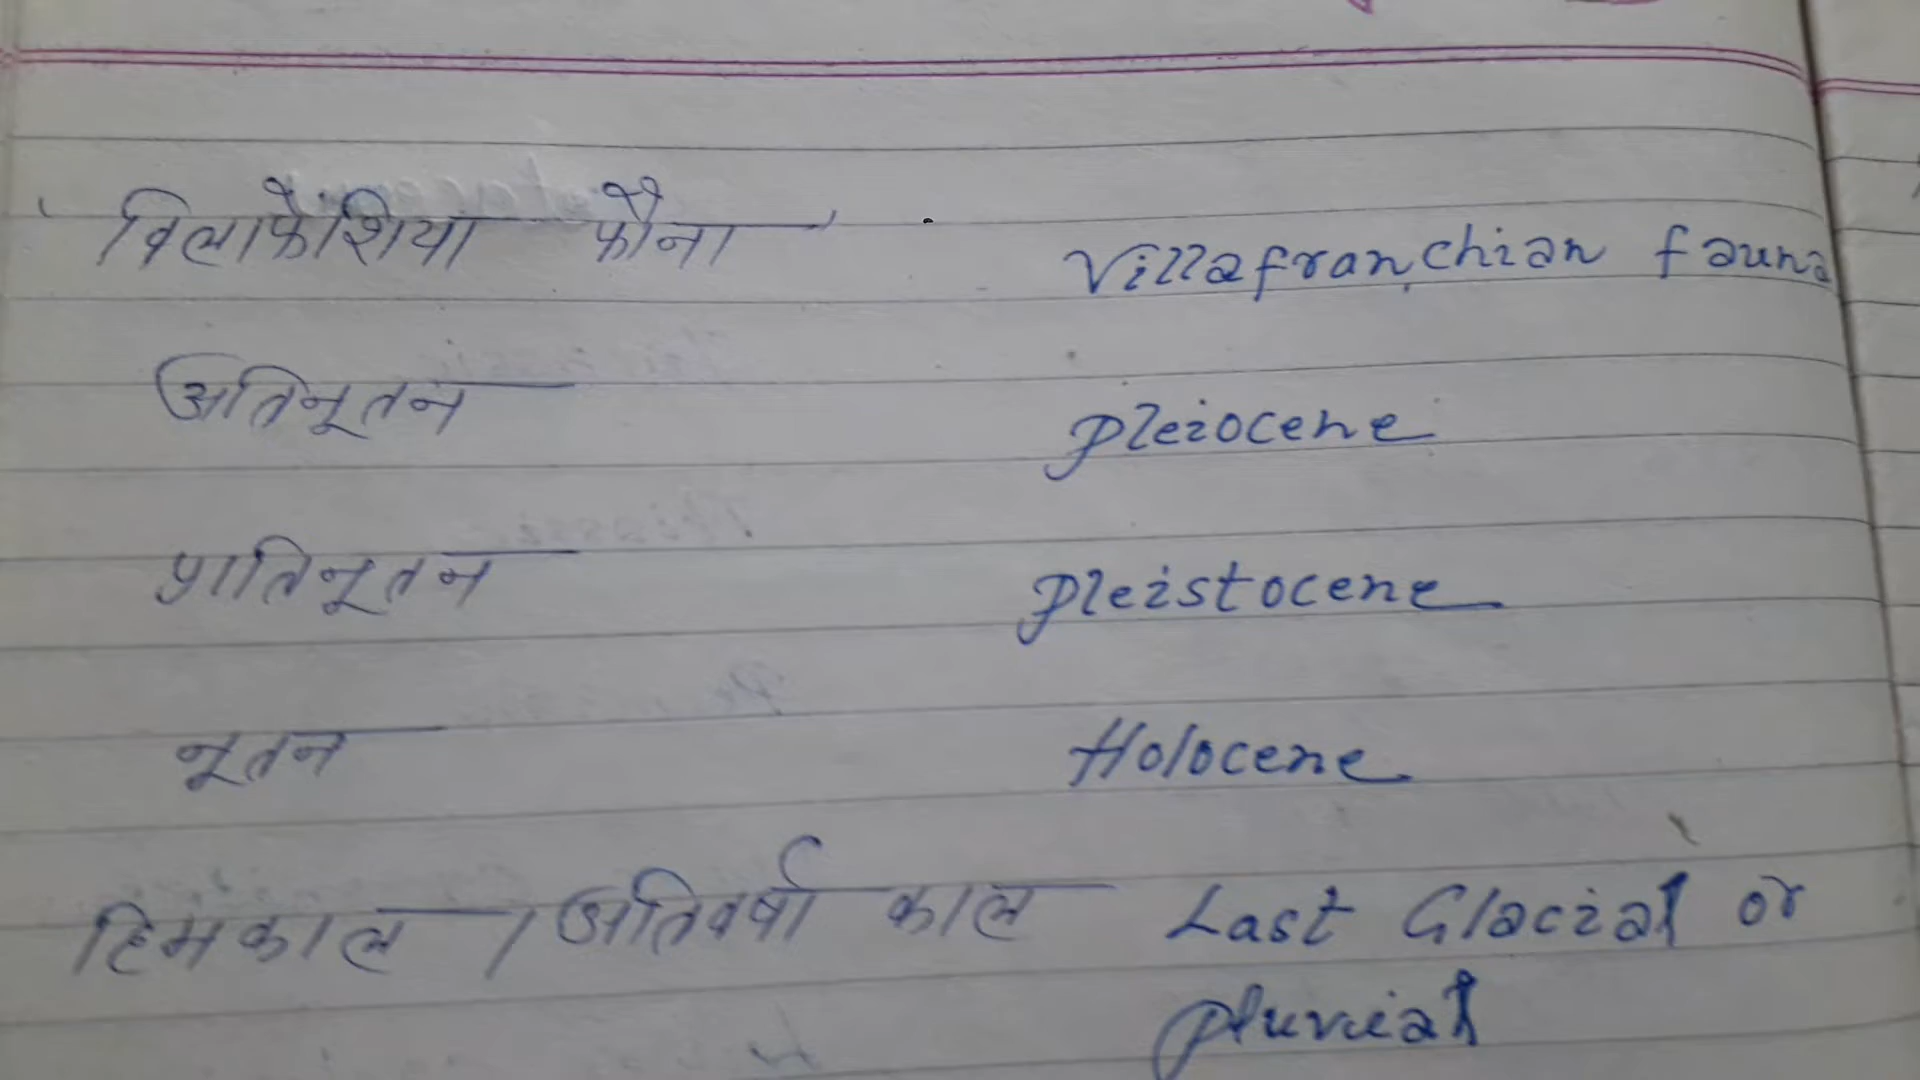 विलाफ्रैंशिया फौना Villafranchian fauna
अतिनूतन pleiocene
प्रातिनूतन pleistocene
नूतन Holocene
हिमकाल / अतिवर्षा काल Last Glacial or
pluvial